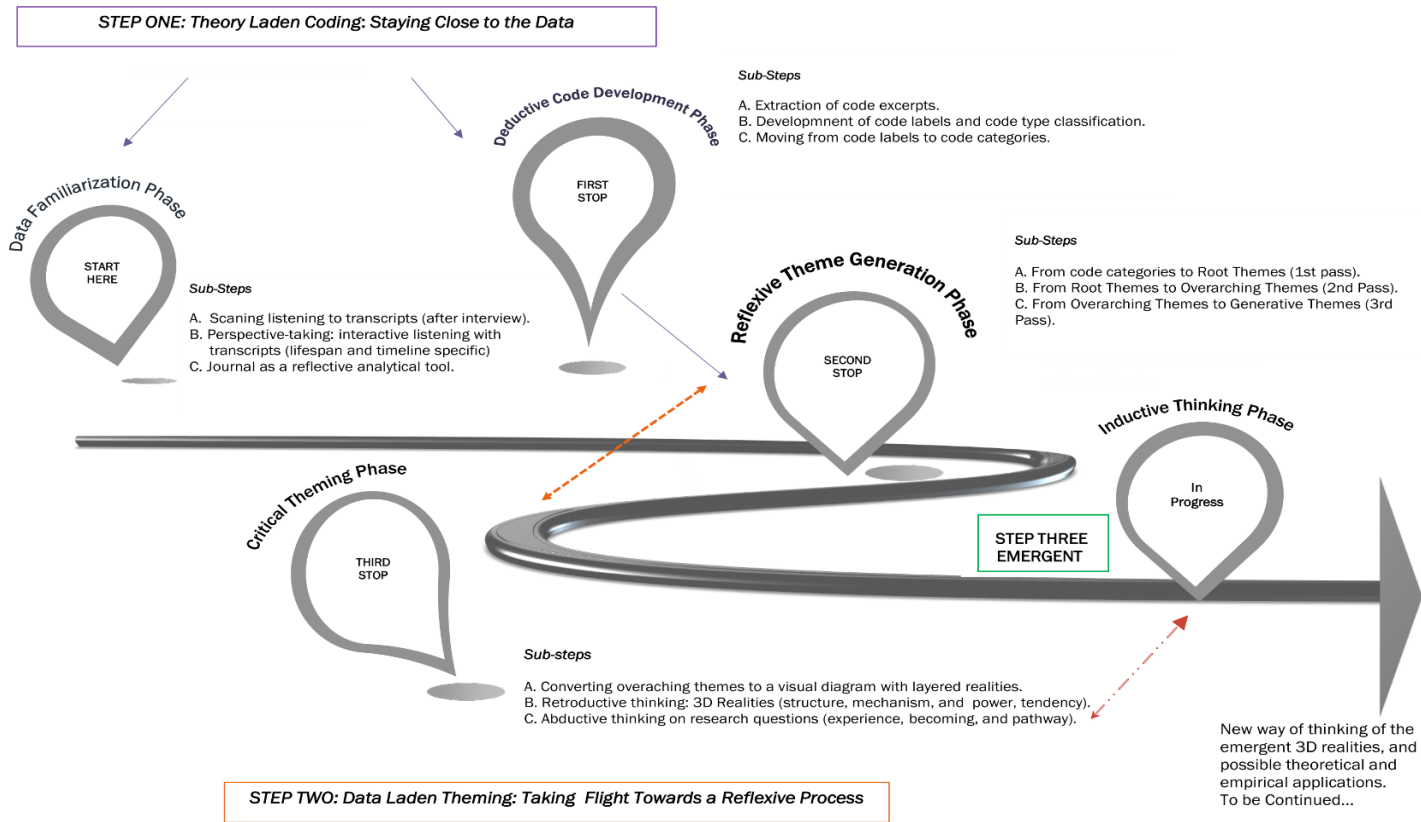 STEP ONE: Theory Laden Coding: Staying Close to the Data
Data Familiarization Phase
START
HERE
Sub-Steps
A. Scaning listening to transcripts (after interview).
B. Perspective-taking: interactive listening with
transcripts (lifespan and timeline specific)
C. Journal as a reflective analytical tool.
Deductive Code Development Phase
FIRST
STOP
Sub-Steps
A. Extraction of code excerpts.
B. Developmnent of code labels and code type classification.
C. Moving from code labels to code categories.
Reflexive Theme Generation Phase
SECOND
STOP
Sub-Steps
A. From code categories to Root Themes (1st pass).
B. From Root Themes to Overarching Themes (2nd Pass).
C. From Overarching Themes to Generative Themes (3rd
Pass).
Critical Theming Phase
THIRD
STOP
Sub-steps
A. Converting overaching themes to a visual diagram with layered realities.
B. Retroductive thinking: 3D Realities (structure, mechanism, and power, tendency).
C. Abductive thinking on research questions (experience, becoming, and pathway).
STEP THREE
EMERGENT
Inductive Thinking Phase
In
Progress
New way of thinking of the
emergent 3D realities, and
possible theoretical and
empirical applications.
To be Continued...
STEP TWO: Data Laden Theming: Taking Flight Towards a Reflexive Process